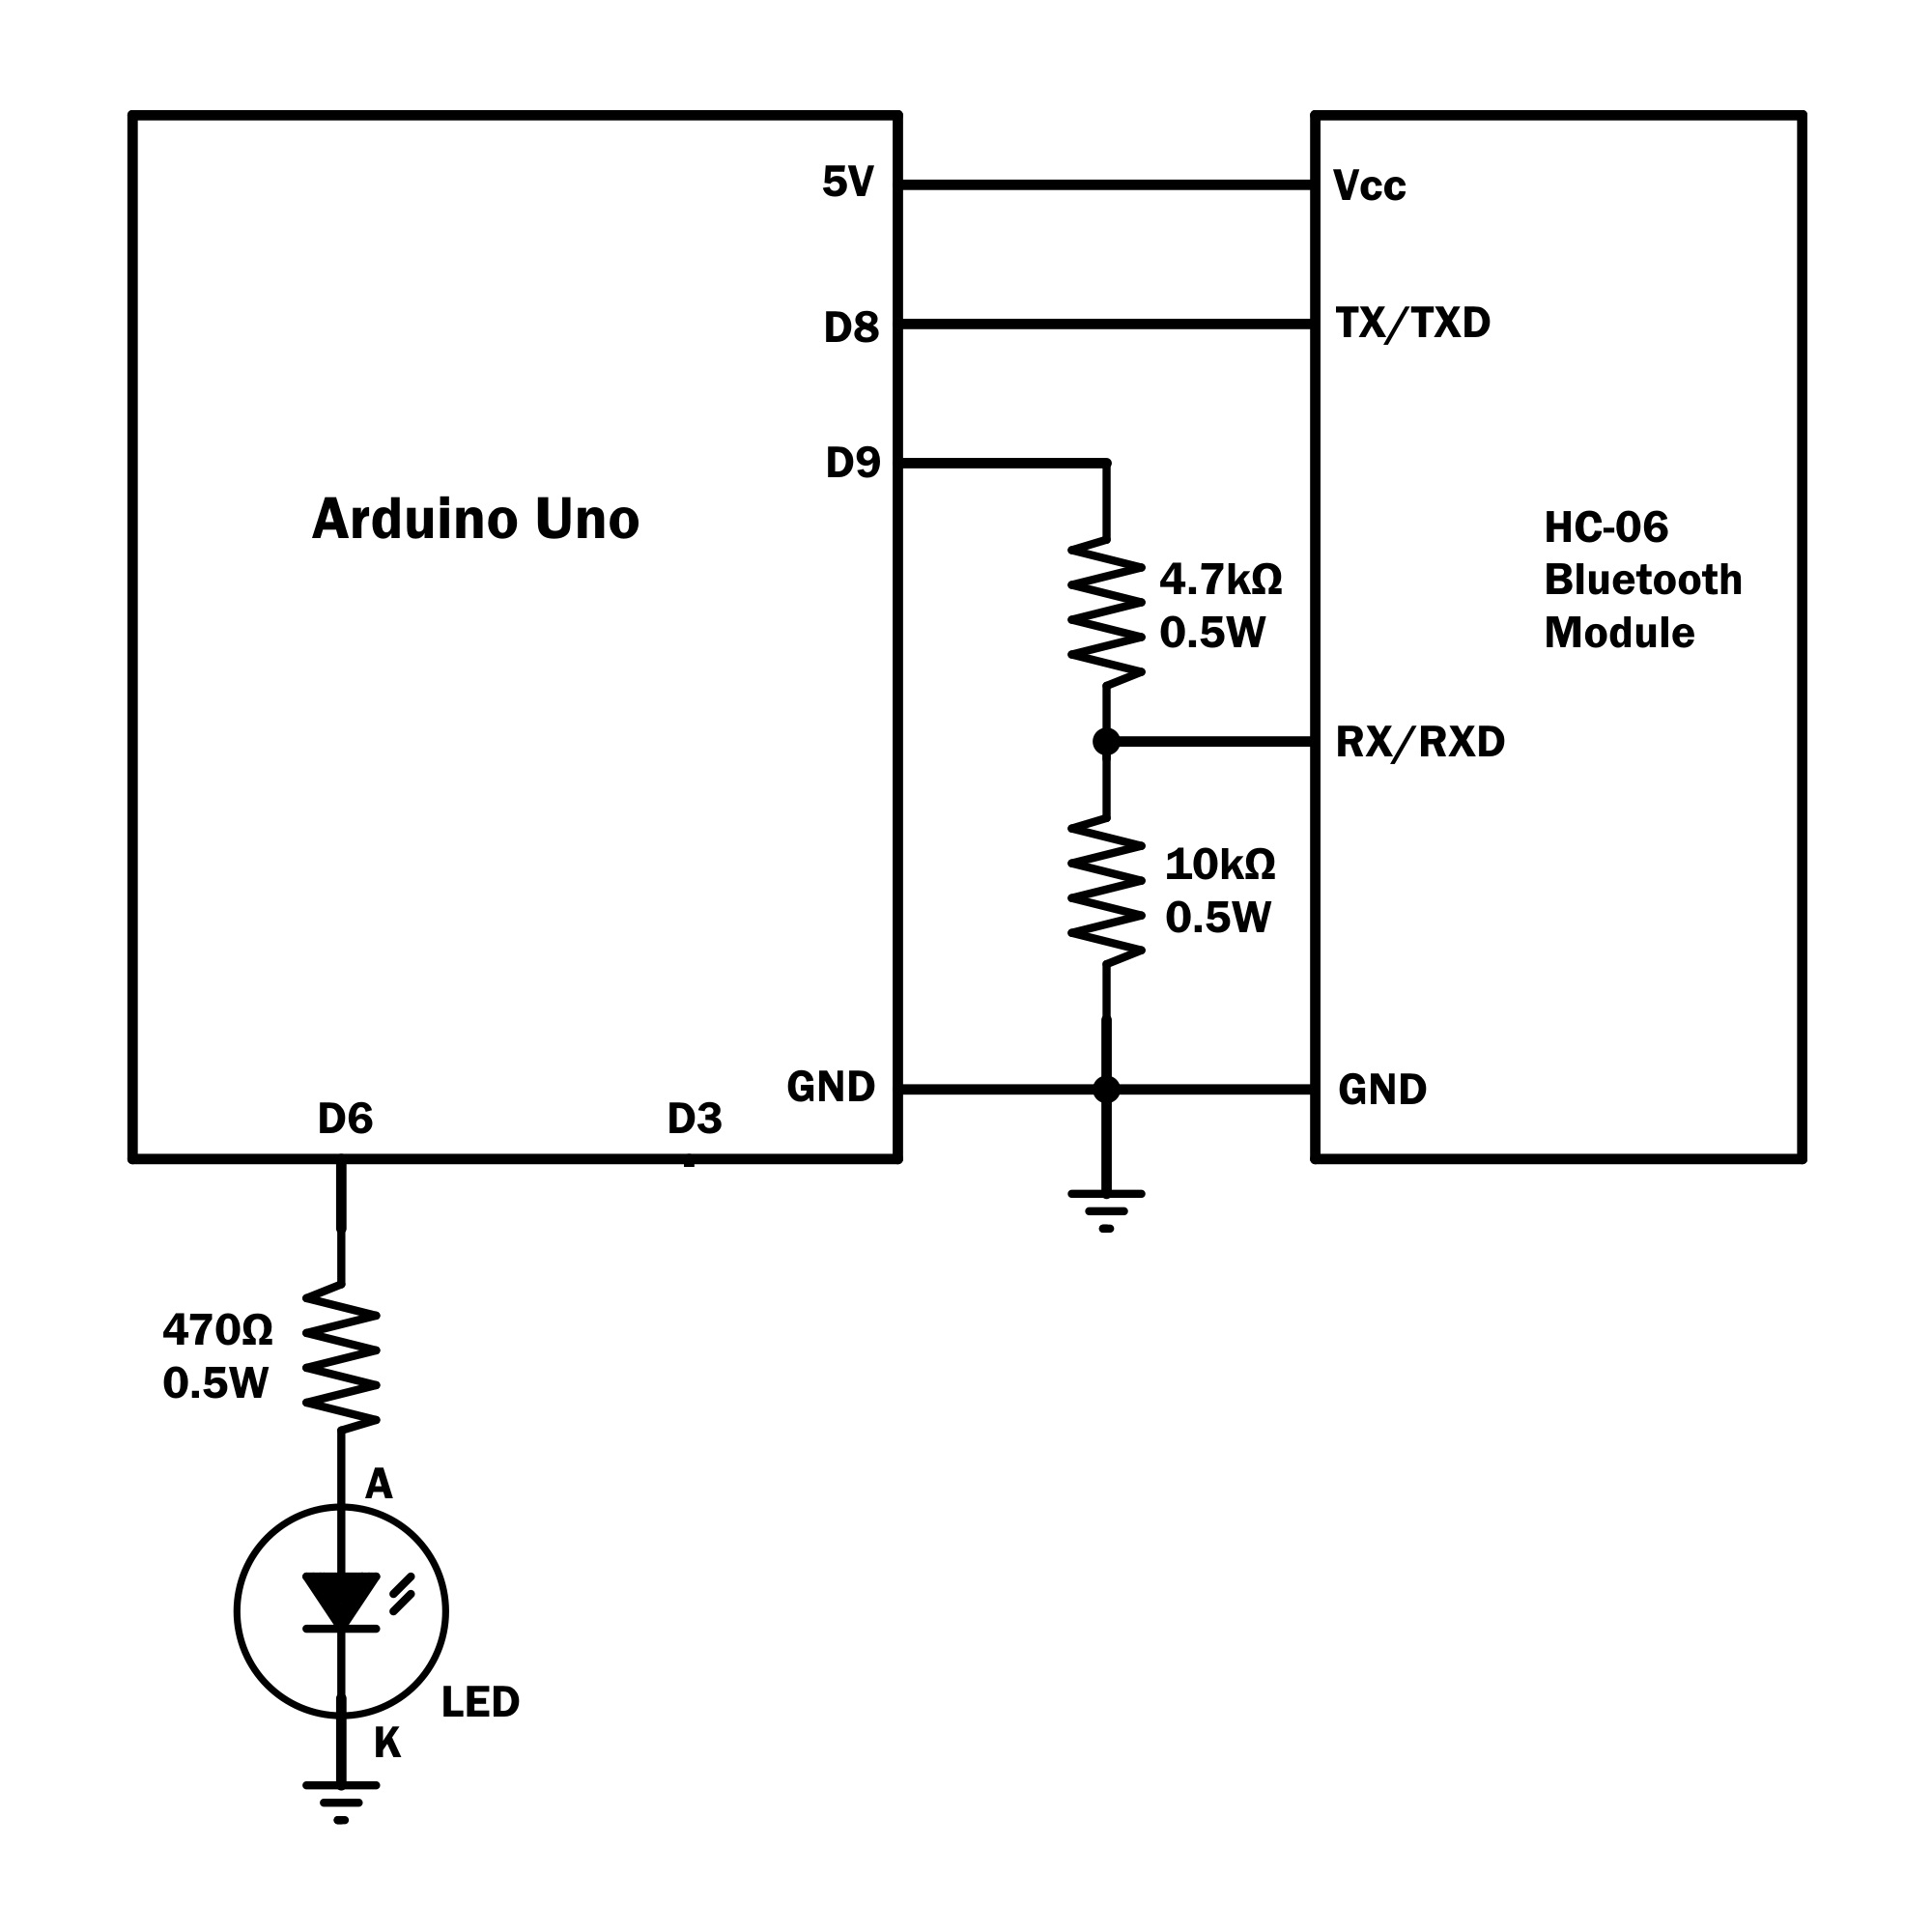 5V
Vcc
D8
TX/TXD
D9
Arduino Uno
HC-06
Bluetooth
Module
4.7kΩ
0.5W
RX/RXD
10kΩ
0.5W
GND
GND
D6
D3
470Ω
0.5W
A
LED
K